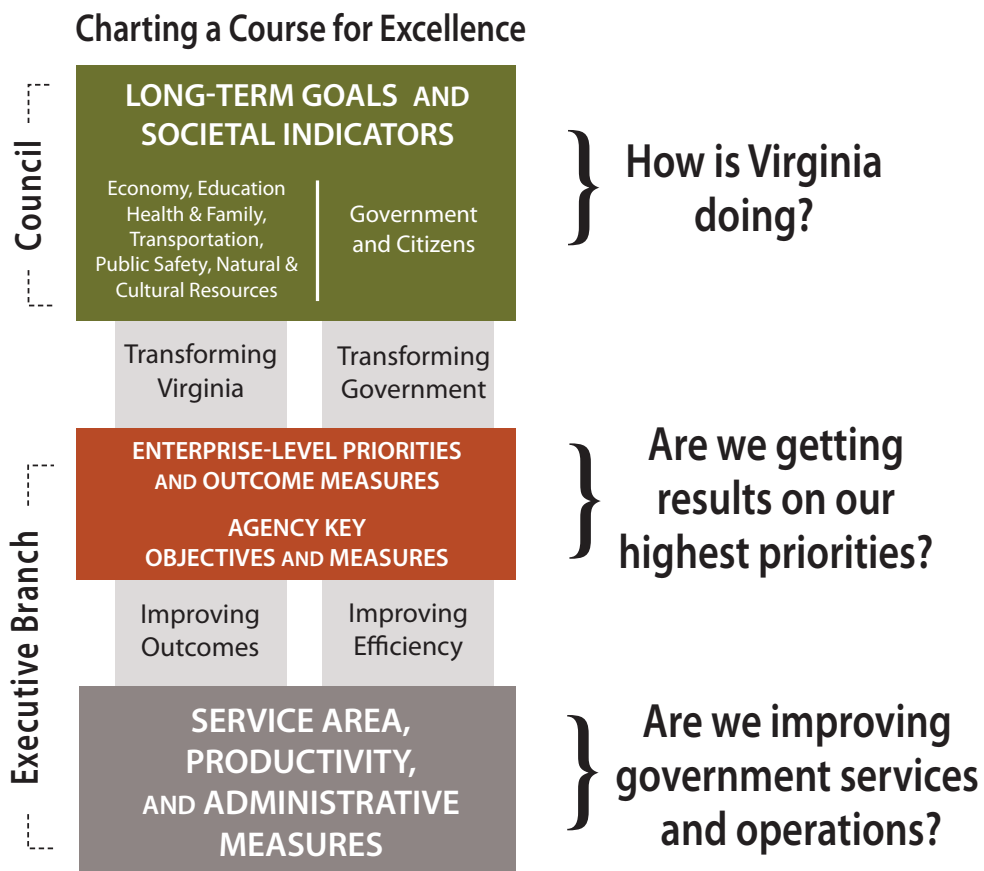 Charting a Course for Excellence
Council
LONG-TERM GOALS AND
SOCIETAL INDICATORS
Economy, Education
Health & Family,
Transportation,
Public Safety, Natural &
Cultural Resources
Government
and Citizens
How is Virginia
doing?
Transforming
Virginia
Transforming
Government
Executive Branch
ENTERPRISE-LEVEL PRIORITIES
AND OUTCOME MEASURES
AGENCY KEY
OBJECTIVES AND MEASURES
Are we getting
results on our
highest priorities?
Improving
Outcomes
Improving
Efficiency
SERVICE AREA,
PRODUCTIVITY,
AND ADMINISTRATIVE
MEASURES
Are we improving
government services
and operations?